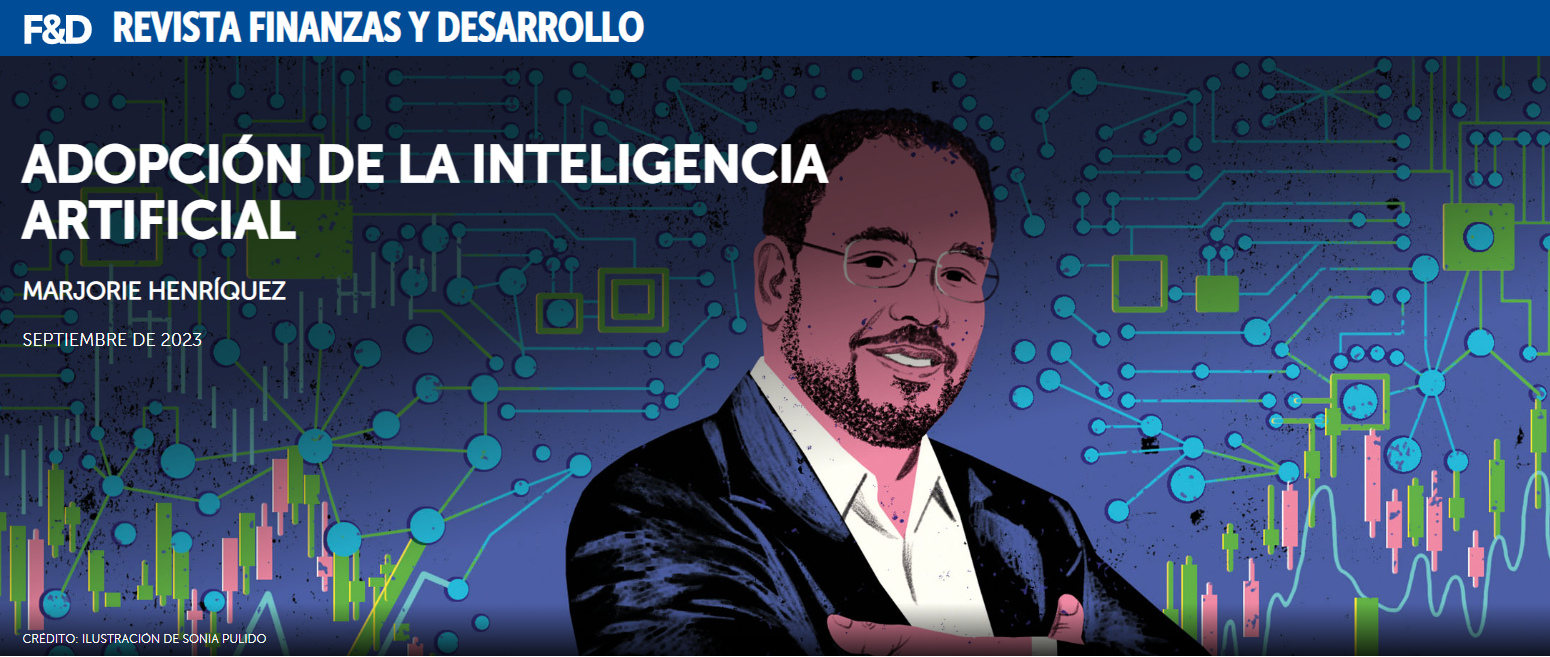 F&D REVISTA FINANZAS Y DESARROLLO
ADOPCIÓN DE LA INTELIGENCIA
ARTIFICIAL
MARJORIE HENRÍQUEZ
SEPTIEMBRE DE 2023
CRÉDITO: ILUSTRACIÓN DE SONIA PULIDO